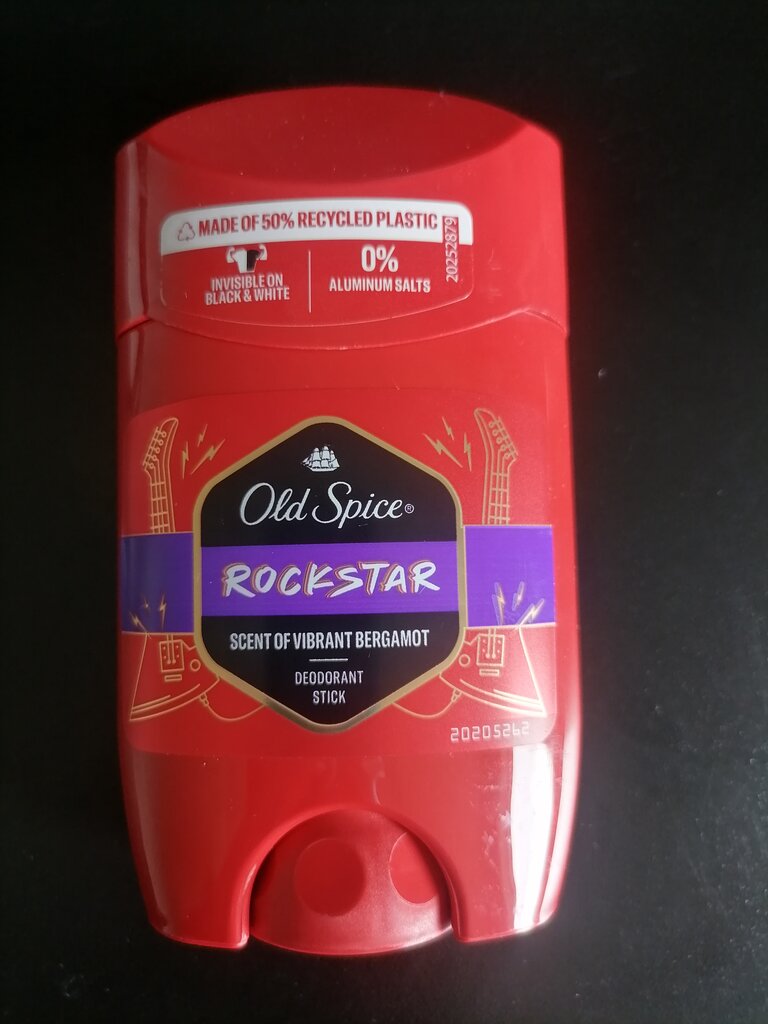 MADE OF 50% RECYCLED PLASTIC
20252879
INVISIBLE ON
BLACK & WHITE
0%
ALUMINUM SALTS
Old Spice®
ROCKSTAR
SCENT OF VIBRANT BERGAMOT
DEODORANT
STICK
20205262